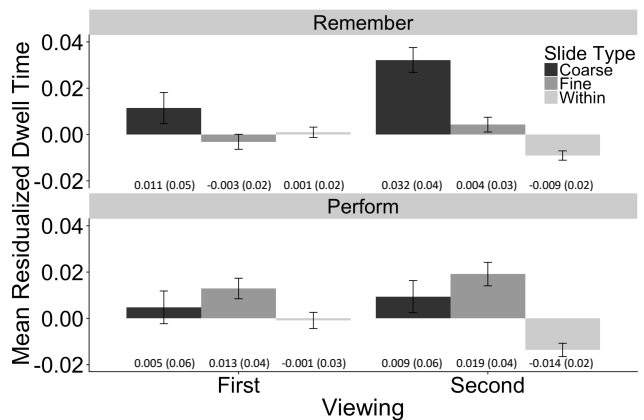 Remember
Mean Residualized Dwell Time
0.04
0.02
0.00
-0.02
Slide Type
Coarse
Fine
Within
0.011 (0.05) -0.003 (0.02) 0.001 (0.02) 0.032 (0.04) 0.004 (0.03) -0.009 (0.02)
Perform
0.04
0.02
0.00
-0.02
0.005 (0.06) 0.013 (0.04) -0.001 (0.03) 0.009 (0.06) 0.019 (0.04) -0.014 (0.02)
First Second
Viewing